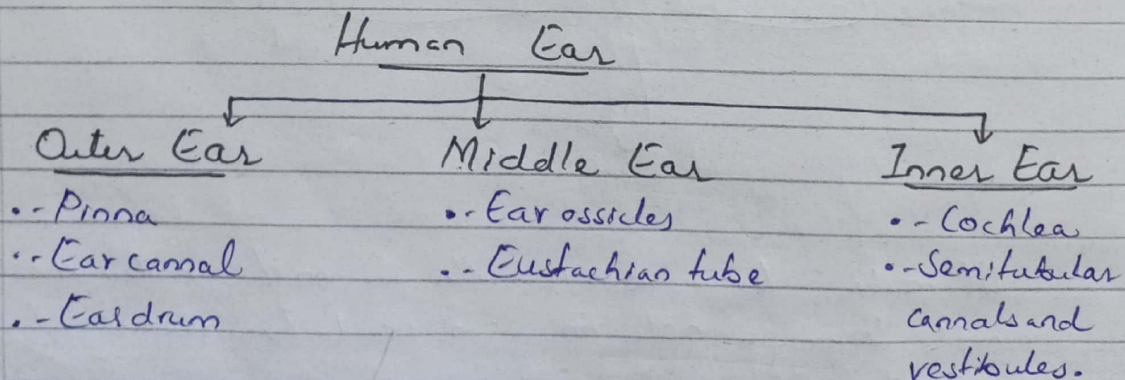 Human Ear
Outer Ear Middle Ear Inner Ear
.- Pinna .- Ear ossicles .- Cochlea
.- Ear cannal .- Eustachian tube .- Semitubular
.- Eardrum cannals and
vestibules.